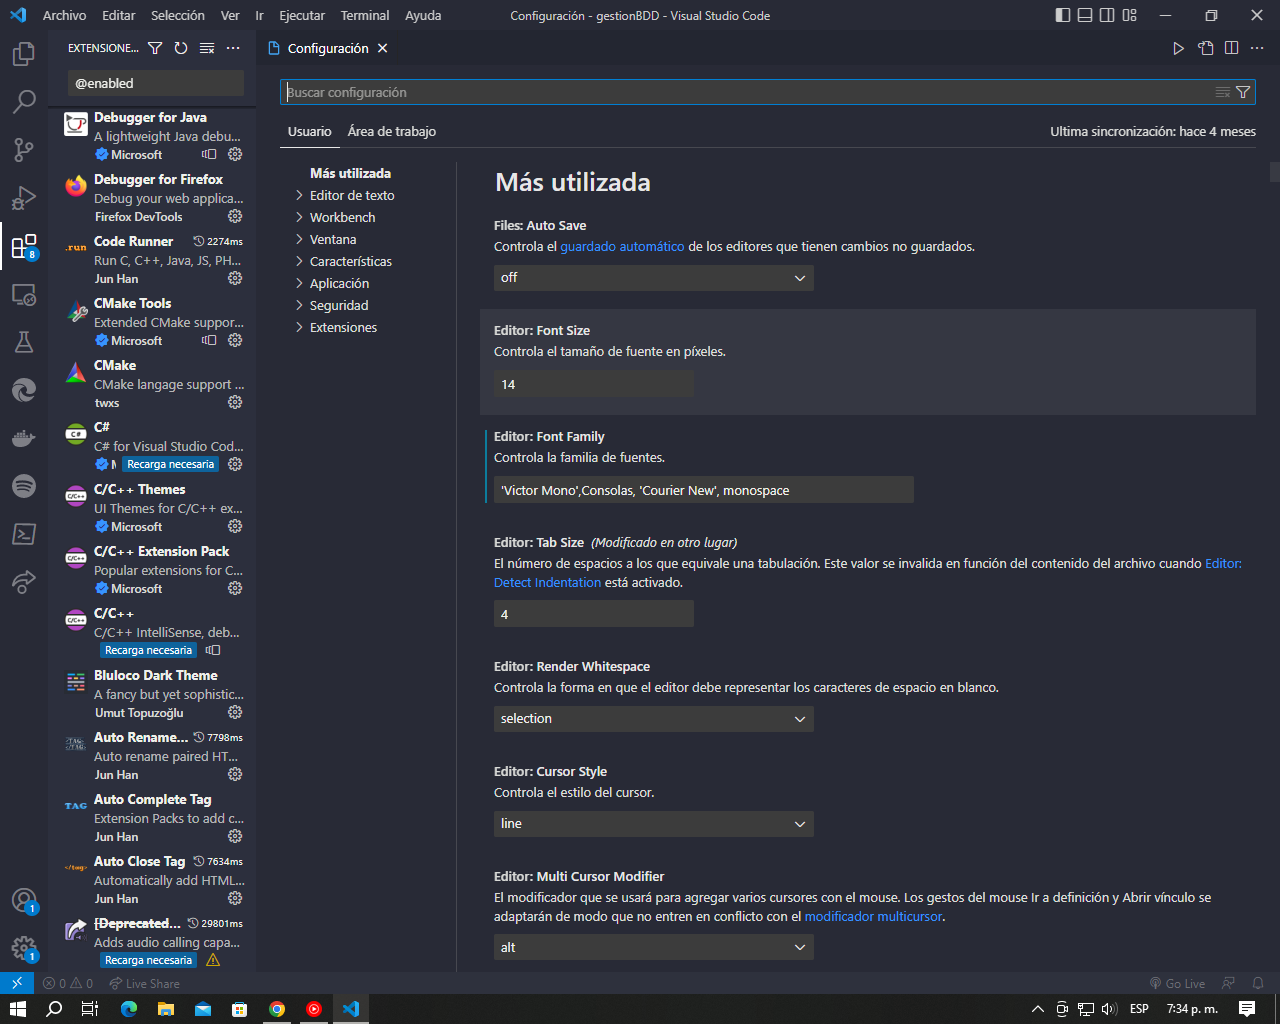 Archivo Editar Selección Ver Ir Ejecutar Terminal Ayuda
Configuración - gestionBDD - Visual Studio Code
EXTENSIONE...
@enabled
Debugger for Java
A lightweight Java debu...
Microsoft
Debugger for Firefox
Debug your web applica...
Firefox DevTools
Code Runner 2274ms
Run C, C++, Java, JS, PH...
Jun Han
CMake Tools
Extended CMake suppor...
Microsoft
CMake
CMake langage support ...
twxs
C#
C# for Visual Studio Cod...
Recarga necesaria
C/C++ Themes
UI Themes for C/C++ ex...
Microsoft
C/C++ Extension Pack
Popular extensions for C...
Microsoft
C/C++
C/C++ IntelliSense, deb...
Recarga necesaria
Bluloco Dark Theme
A fancy but yet sophistic...
Umut Topuzoğlu
Auto Rename... 7798ms
Auto rename paired HT...
Jun Han
Auto Complete Tag
Extension Packs to add c...
Jun Han
Auto Close Tag 7634ms
Automatically add HTML...
Jun Han
[Deprecated... 29801ms
Adds audio calling capa...
Recarga necesaria
8
1
1
Configuración
Buscar configuración
Usuario Área de trabajo
Ultima sincronización: hace 4 meses
Más utilizada
Editor de texto
Workbench
Ventana
Características
Aplicación
Seguridad
Extensiones
Más utilizada
Files: Auto Save
Controla el guardado automático de los editores que tienen cambios no guardados.
off
Editor: Font Size
Controla el tamaño de fuente en píxeles.
14
Editor: Font Family
Controla la familia de fuentes.
'Victor Mono',Consolas, 'Courier New', monospace
Editor: Tab Size (Modificado en otro lugar)
El número de espacios a los que equivale una tabulación. Este valor se invalida en función del contenido del archivo cuando Editor:
Detect Indentation está activado.
4
Editor: Render Whitespace
Controla la forma en que el editor debe representar los caracteres de espacio en blanco.
selection
Editor: Cursor Style
Controla el estilo del cursor.
line
Editor: Multi Cursor Modifier
El modificador que se usará para agregar varios cursores con el mouse. Los gestos del mouse Ir a definición y Abrir vínculo se
adaptarán de modo que no entren en conflicto con el modificador multicursor.
alt
0 0 Live Share
Go Live
ESP 7:34 p. m.